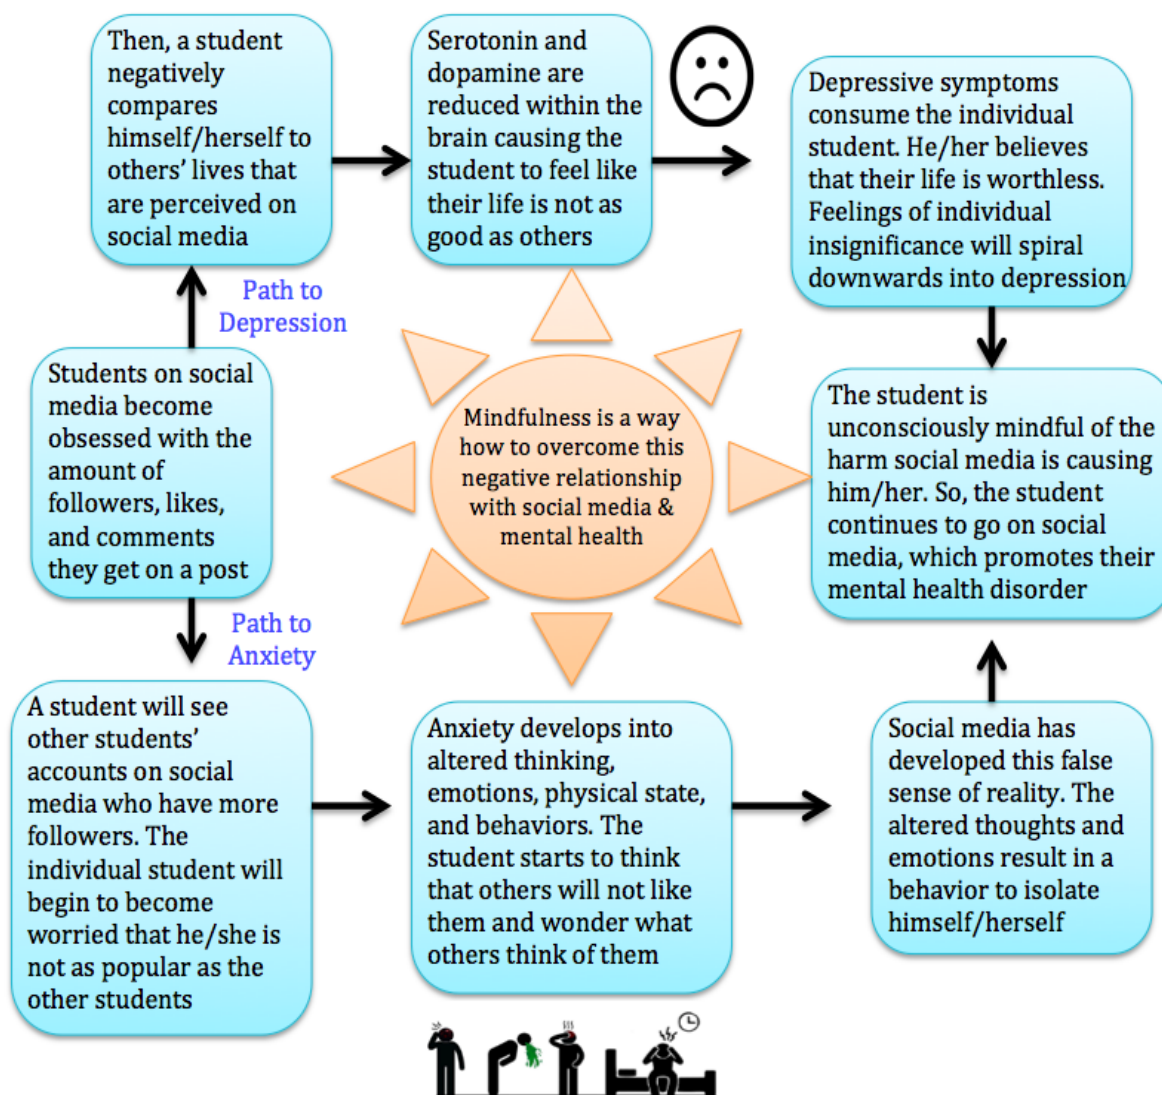 Then, a student
negatively
compares
himself/herself to
others’ lives that
are perceived on
social media
Serotonin and
dopamine are
reduced within the
brain causing the
student to feel like
their life is not as
good as others
Depressive symptoms
consume the individual
student. He/her believes
that their life is worthless.
Feelings of individual
insignificance will spiral
downwards into depression
Path to
Depression
Students on social
media become
obsessed with the
amount of
followers, likes,
and comments
they get on a post
Mindfulness is a way
how to overcome this
negative relationship
with social media &
mental health
The student is
unconsciously mindful of the
harm social media is causing
him/her. So, the student
continues to go on social
media, which promotes their
mental health disorder
Path to
Anxiety
A student will see
other students’
accounts on social
media who have more
followers. The
individual student will
begin to become
worried that he/she is
not as popular as the
other students
Anxiety develops into
altered thinking,
emotions, physical state,
and behaviors. The
student starts to think
that others will not like
them and wonder what
others think of them
Social media has
developed this false
sense of reality. The
altered thoughts and
emotions result in a
behavior to isolate
himself/herself